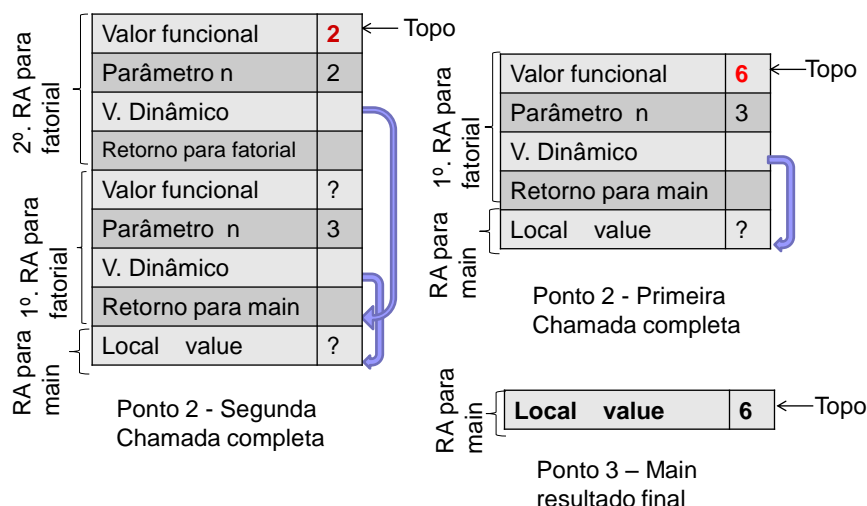 2º. RA para
fatorial
Valor funcional 2 Topo
Parâmetro n 2
V. Dinâmico
Retorno para fatorial
1º. RA para
fatorial
Valor funcional ?
Parâmetro n 3
V. Dinâmico
Retorno para main
RA para
main
Local value ?
Ponto 2 - Segunda
Chamada completa
1º. RA para
fatorial
Valor funcional 6 Topo
Parâmetro n 3
V. Dinâmico
Retorno para main
RA para
main
Local value ?
Ponto 2 - Primeira
Chamada completa
RA para
main
Local value 6 Topo
Ponto 3 – Main
resultado final